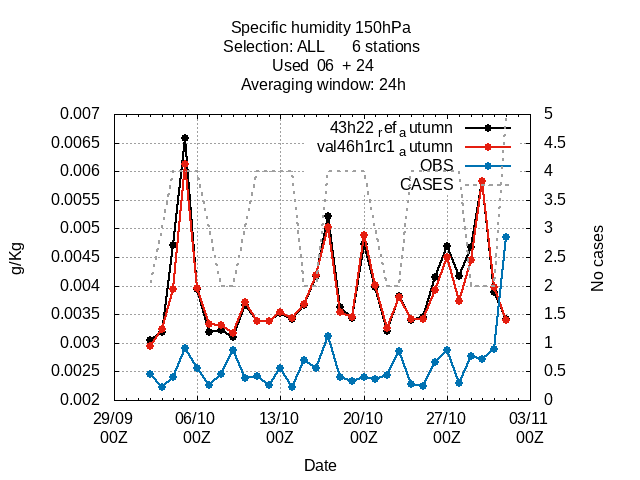 Specific humidity 150hPa
Selection: ALL 6 stations
Used 06 + 24
Averaging window: 24h
0.007
0.0065
0.006
0.0055
0.005
0.0045
0.004
0.0035
0.003
0.0025
0.002
g/Kg
43h22 ref a utumn
val46h1rc1 a utumn
OBS
CASES
5
4.5
4
3.5
3
2.5
2
1.5
1
0.5
0
No cases
29/09 06/10 13/10 20/10 27/10 03/11
00Z 00Z 00Z 00Z 00Z 00Z
Date